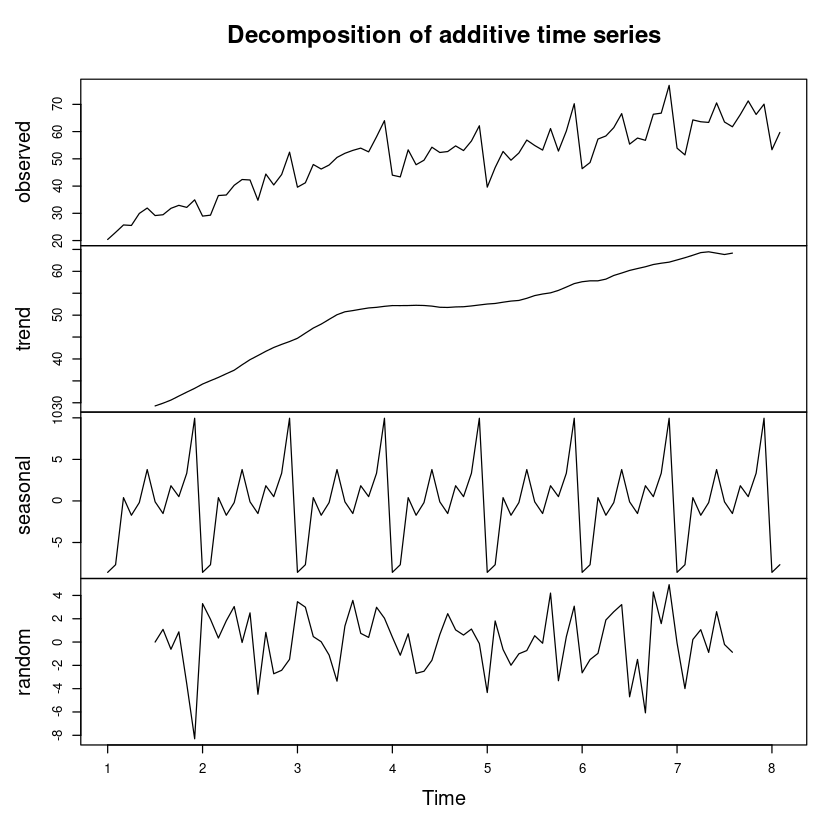 Decomposition of additive time series
observed
20 30 40 50 60 70
trend
30 40 50 60
seasonal
-5 0 5 10
random
-8 -6 -4 -2 0 2 4
1 2 3 4 5 6 7 8
Time